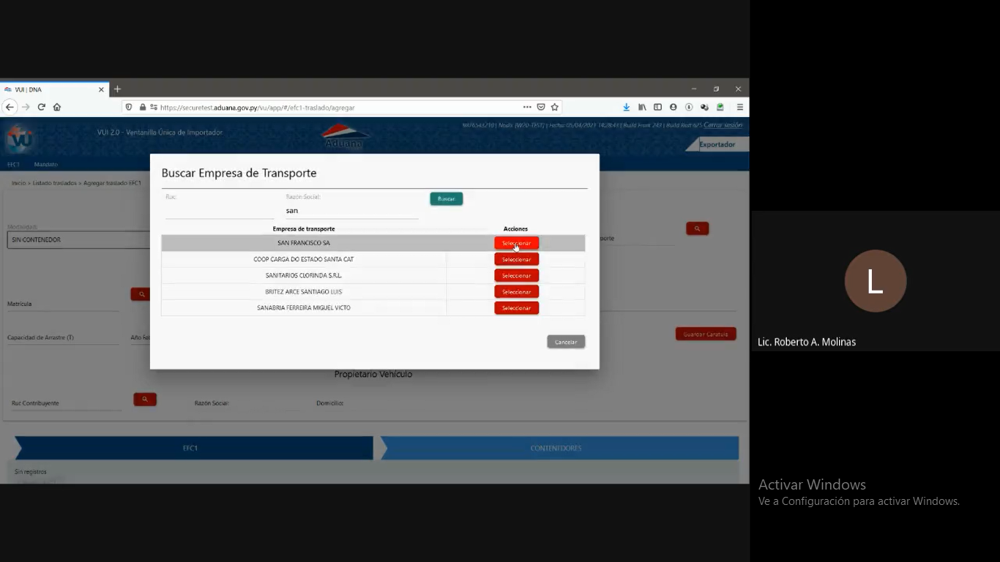 VUI | DNA
https://securetest.aduana.gov.py/vu/app/#/efc1-traslado/agregar
VUI
VUI 2.0 - Ventanilla Única de Importador
Aduana
Cerrar sesión
Exportador
EFC1 Mandato
Inicio > Listado traslados > Agregar traslado EFC1
Buscar Empresa de Transporte
Ruc: Razón Social: Buscar
san
Empresa de transporte Acciones
SAN FRANCISCO SA Seleccionar
COOP CARGA DO ESTADO SANTA CAT Seleccionar
SANITARIOS CLORINDA S.R.L. Seleccionar
BRITEZ ARCE SANTIAGO LUIS Seleccionar
SANABRIA FERREIRA MIGUEL VICTO Seleccionar
Cancelar
SIN CONTENEDOR
Matrícula
Capacidad de Arrastre (T)
Guardar Caratula
Propietario Vehículo
Ruc Contribuyente Razón Social: Domicilio:
EFC1 CONTENEDORES
Sin registros
L
Lic. Roberto A. Molinas
Activar Windows
Ve a Configuración para activar Windows.